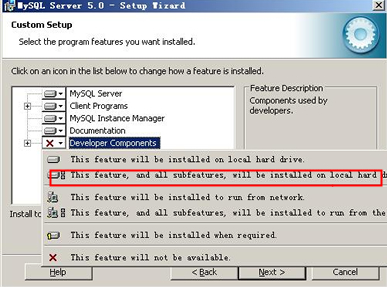 MySQL Server 5.0 - Setup Wizard
Custom Setup
Select the program features you want installed.
Click on an icon in the list below to change how a feature is installed.
MySQL Server
Client Programs
MySQL Instance Manager
Documentation
Developer Components
Feature Description
Components used by
developers.
This feature will be installed on local hard drive.
This feature, and all subfeatures, will be installed on local hard d
This feature will be installed to run from network.
This feature, and all subfeatures, will be installed to run from the
This feature will be installed when required.
This feature will not be available.
Install to
Help
< Back
Next >
Cancel